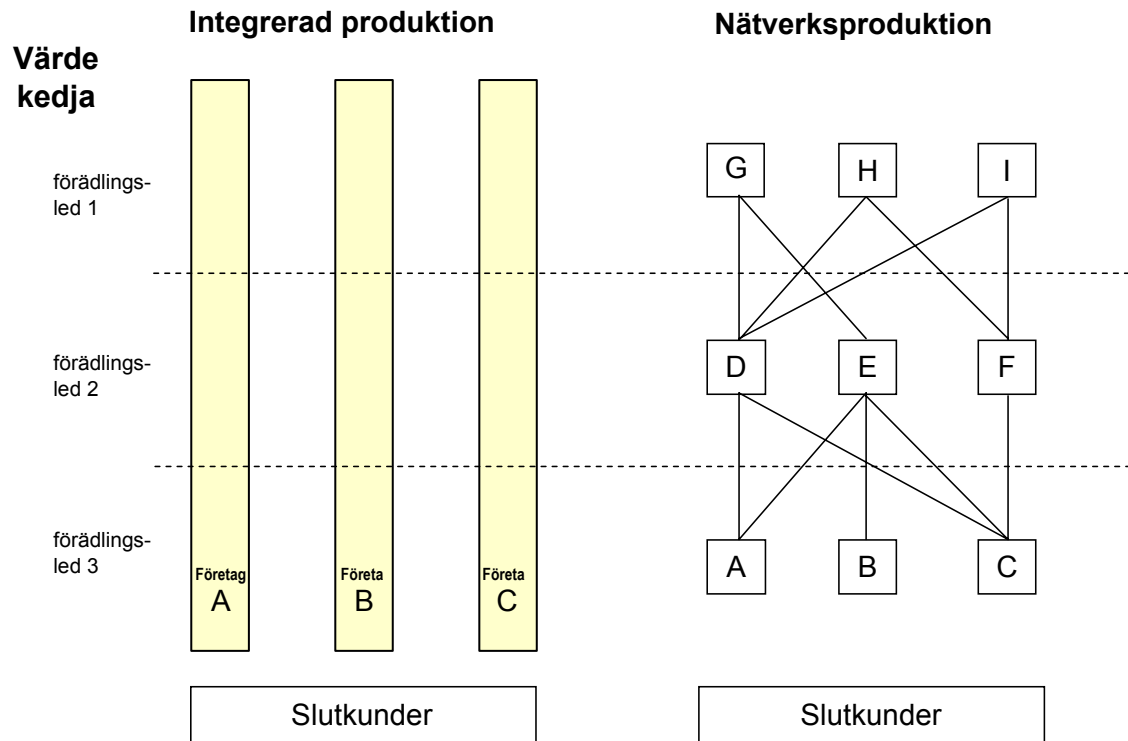 Integrerad produktion
Nätverksproduktion
Värde
kedja
G
H
I
förädlings-
led 1
D
E
F
förädlings-
led 2
A
B
C
förädlings-
led 3
Företag
A
Företa
B
Företa
C
Slutkunder
Slutkunder